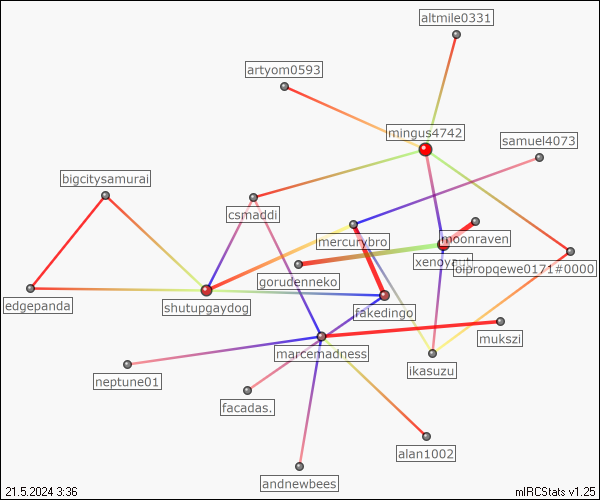 altmile0331
artyom0593
mingus4742
samuel4073
bigcitysamurai
csmaddi
mercurybro
moonraven
gorudenneko
oipropqewe0171#0000
edgepanda
shutupgaydog
fakedingo
mukszi
marcemadness
ikasuzu
neptune01
facadas.
alan1002
andnewbees
21.5.2024 3:36
mIRCStats v1.25